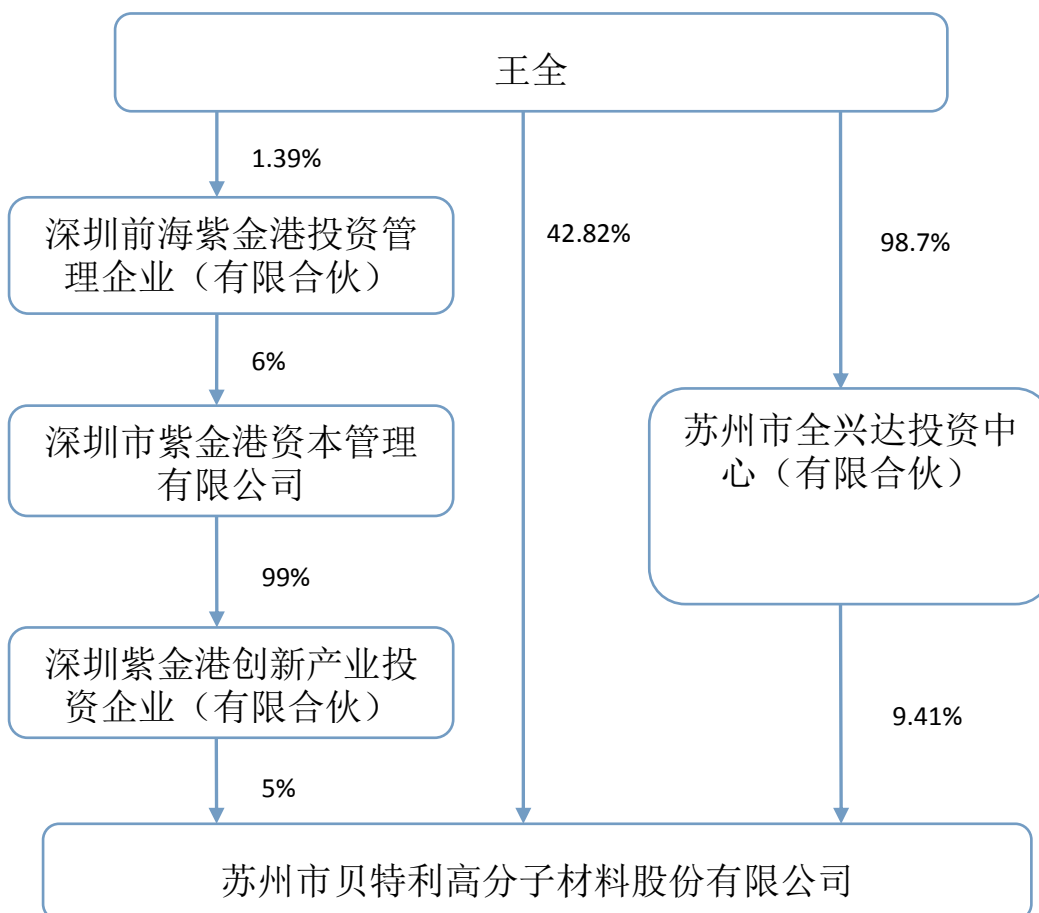 王全
1.39%
深圳前海紫金港投资管
理企业（有限合伙）
42.82%
98.7%
6%
深圳市紫金港资本管理
有限公司
苏州市全兴达投资中
心（有限合伙）
99%
深圳紫金港创新产业投
资企业（有限合伙）
9.41%
5%
苏州市贝特利高分子材料股份有限公司